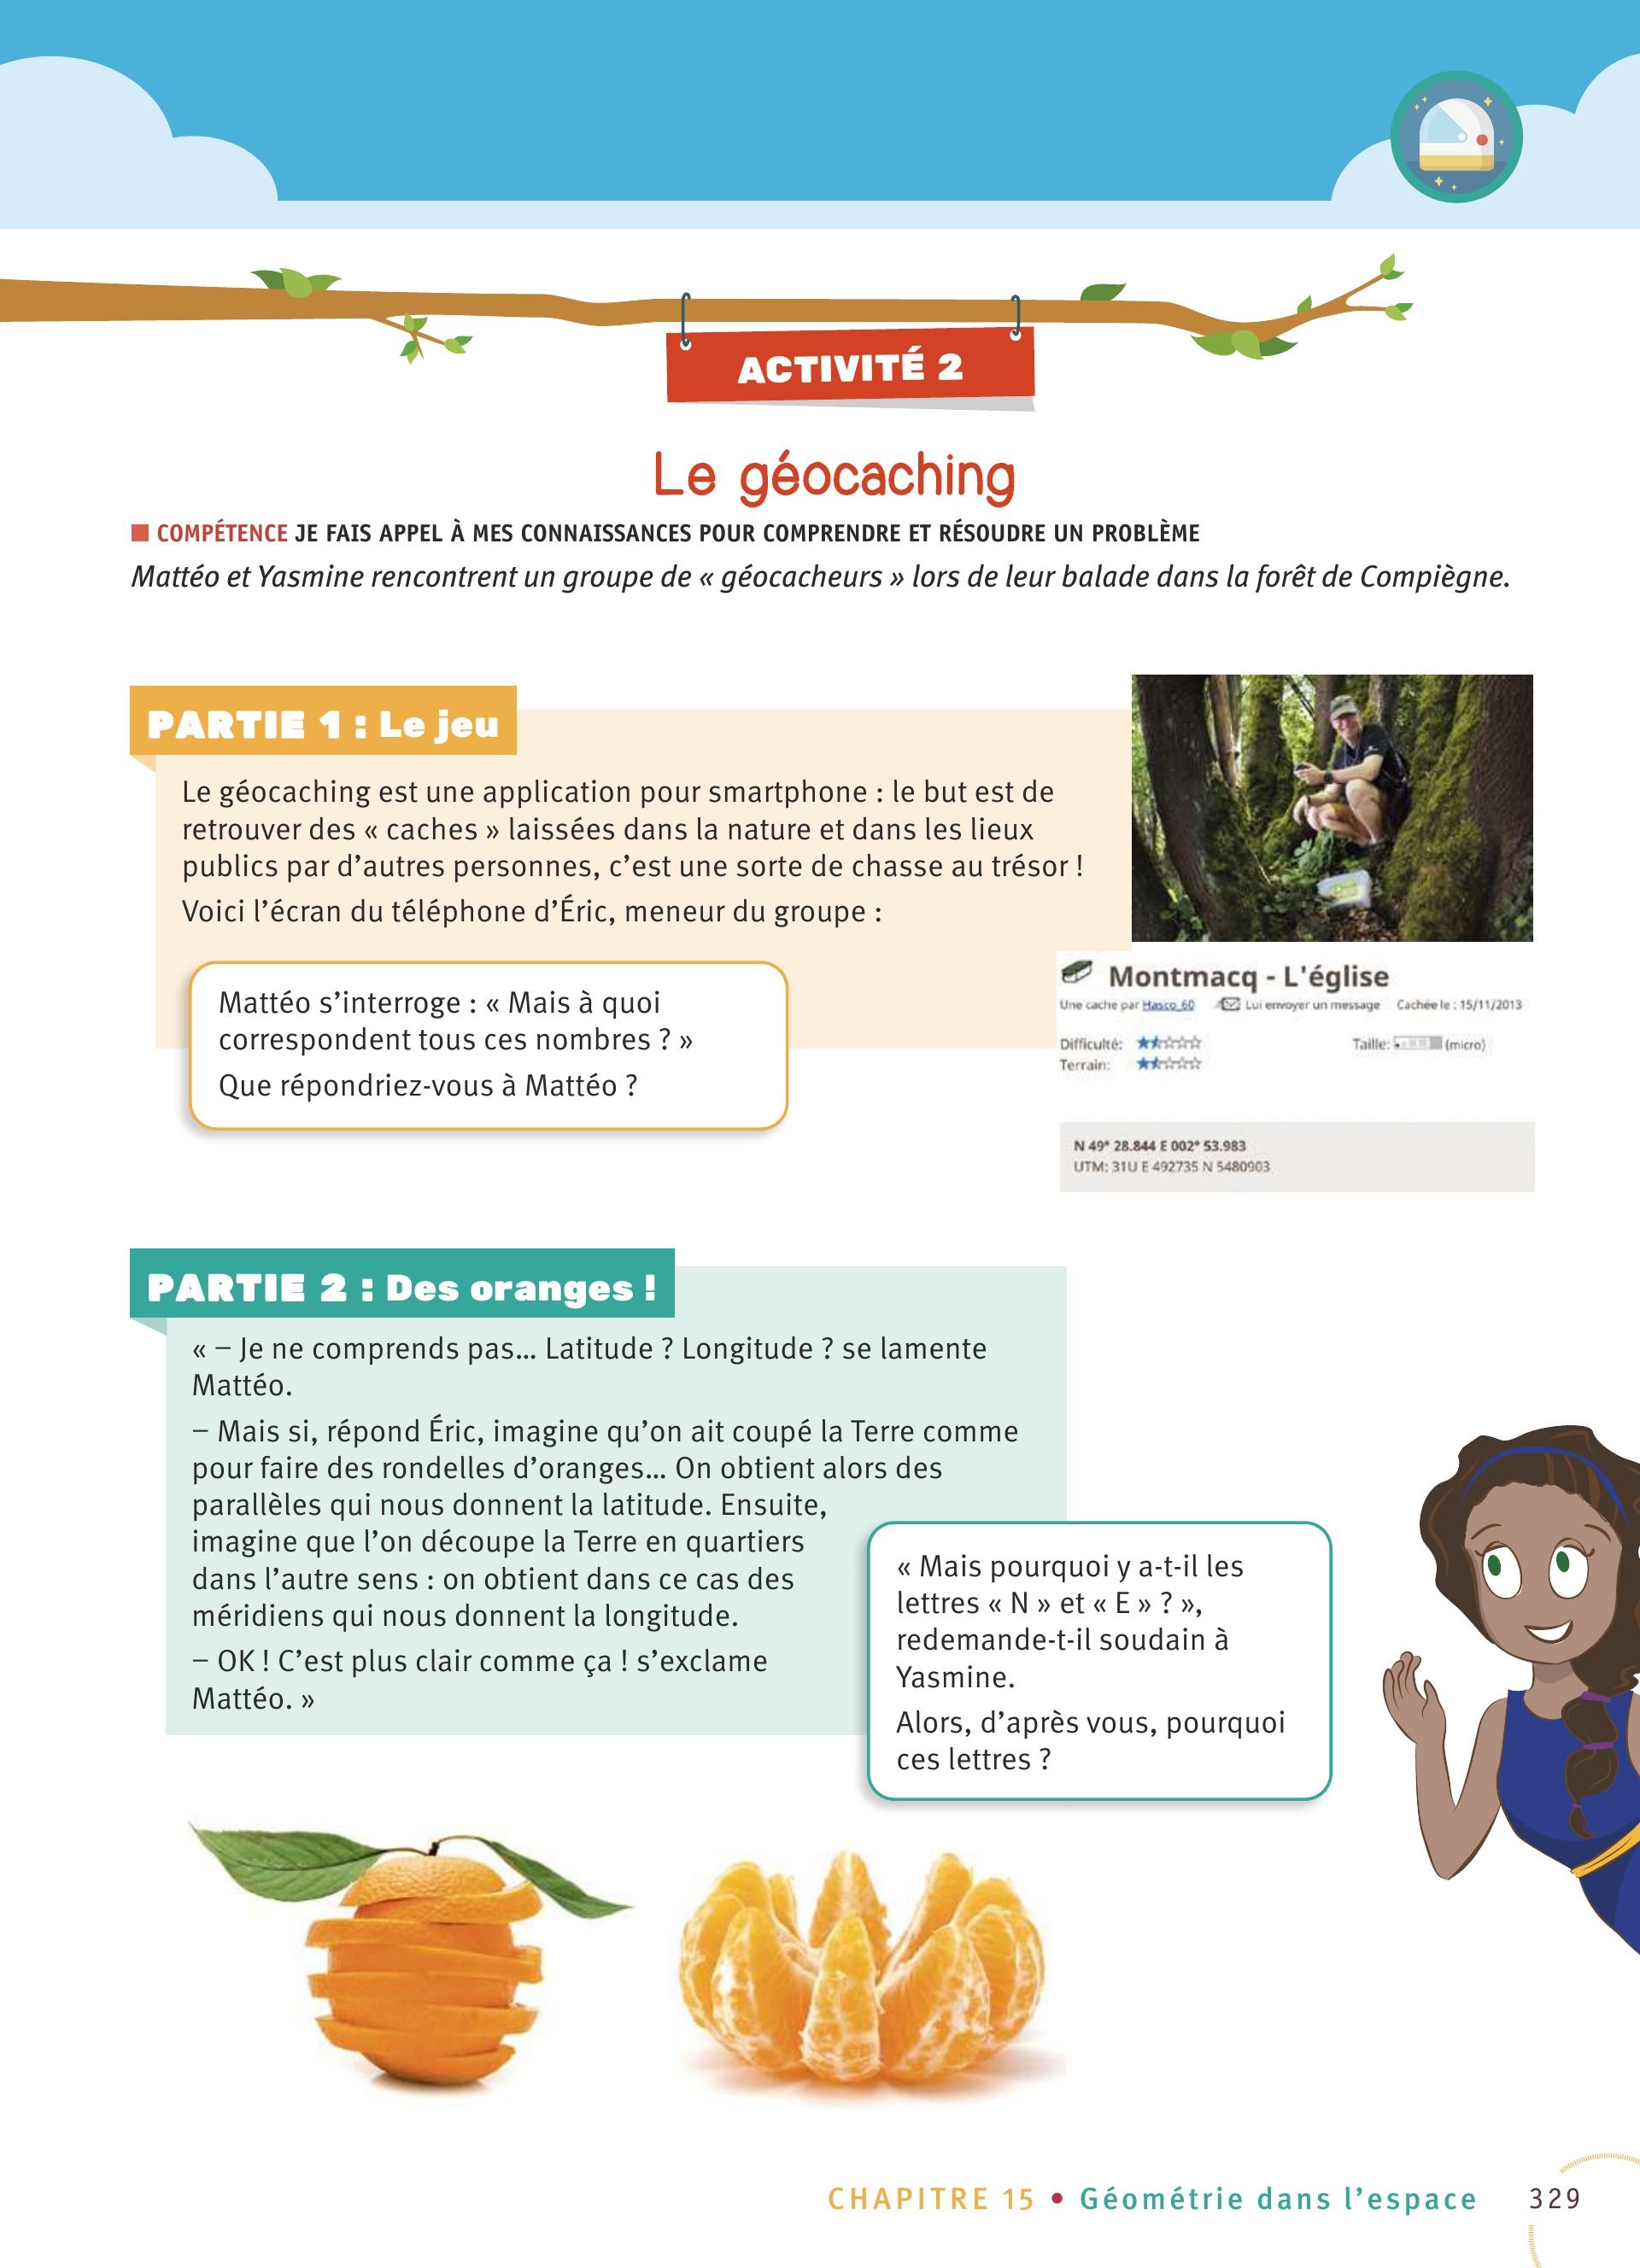 ACTIVITÉ 2
Le géocaching
COMPÉTENCE JE FAIS APPEL À MES CONNAISSANCES POUR COMPRENDRE ET RÉSOUDRE UN PROBLÈME
Mattéo et Yasmine rencontrent un groupe de « géocacheurs » lors de leur balade dans la forêt de Compiègne.
PARTIE 1 : Le jeu
Le géocaching est une application pour smartphone : le but est de
retrouver des « caches » laissées dans la nature et dans les lieux
publics par d'autres personnes, c'est une sorte de chasse au trésor !
Voici l'écran du téléphone d'Éric, meneur du groupe :
Mattéo s'interroge : « Mais à quoi
correspondent tous ces nombres ? »
Que répondriez-vous à Mattéo ?
Montmacq - L'église
Une cache par Hasco_60 Lui envoyer un message Cachée le : 15/11/2013
Difficulté: Taille: (micro)
Terrain:
N 49° 28.844 E 002° 53.983
UTM: 31U E 492735 N 5480903
PARTIE 2 : Des oranges !
« – Je ne comprends pas… Latitude ? Longitude ? se lamente
Mattéo.
– Mais si, répond Éric, imagine qu'on ait coupé la Terre comme
pour faire des rondelles d'oranges… On obtient alors des
parallèles qui nous donnent la latitude. Ensuite,
imagine que l'on découpe la Terre en quartiers
dans l'autre sens : on obtient dans ce cas des
méridiens qui nous donnent la longitude.
– OK ! C'est plus clair comme ça ! s'exclame
Mattéo. »
« Mais pourquoi y a-t-il les
lettres « N » et « E » ? »,
redemande-t-il soudain à
Yasmine.
Alors, d'après vous, pourquoi
ces lettres ?
CHAPITRE 15 • Géométrie dans l'espace 329